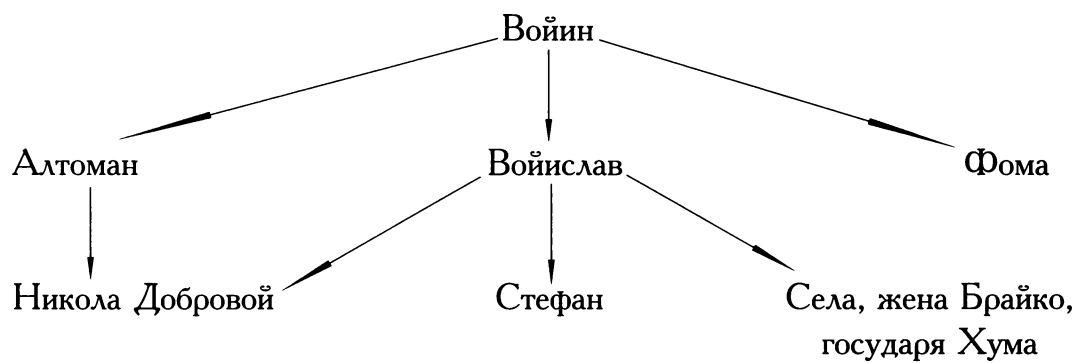 Войин
Алтоман Войислав Фома
Никола Добровой Стефан Села, жена Брайко,
государя Хума